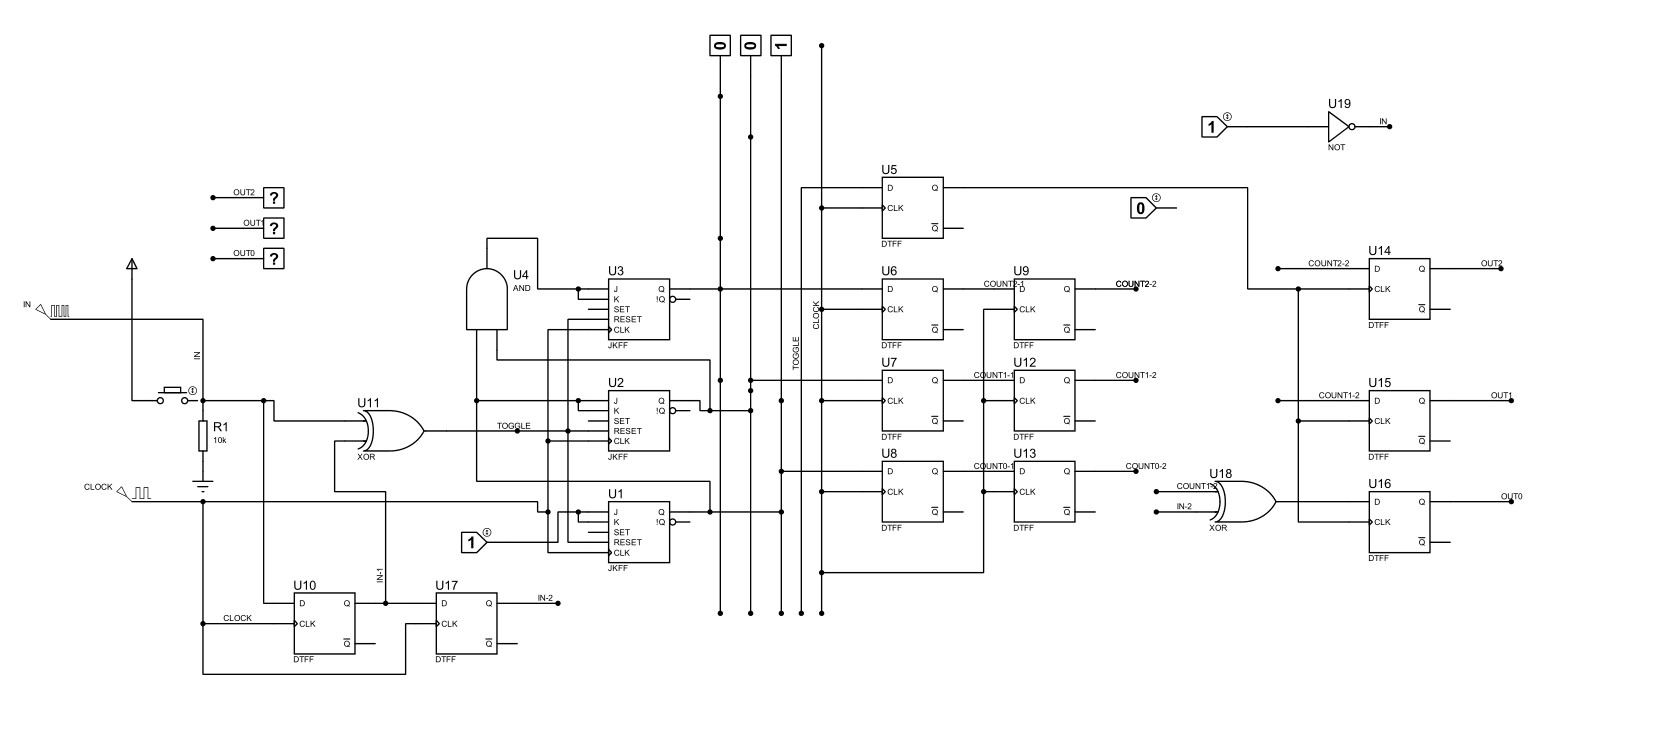 0 0 1
U19
1
IN
NOT
U5
D Q
CLK
Q
DTFF
0
OUT2 ?
OUT1 ?
OUT0 ?
U4
AND
U3
J Q
K !Q
SET
RESET
CLK
JKFF
U6
D Q
CLK
Q
DTFF
COUNT2-1
U9
D Q
CLK
Q
DTFF
COUNT2-2
U14
COUNT2-2
D Q
CLK
Q
DTFF
OUT2
IN
IN
CLOCK
TOGGLE
U2
J Q
K !Q
SET
RESET
CLK
JKFF
U7
D Q
CLK
Q
DTFF
COUNT1-1
U12
D Q
CLK
Q
DTFF
COUNT1-2
U15
COUNT1-2
D Q
CLK
Q
DTFF
OUT1
R1
10k
U11
XOR
TOGGLE
CLOCK
1
U1
J Q
K !Q
SET
RESET
CLK
JKFF
U8
D Q
CLK
Q
DTFF
COUNT0-1
U13
D Q
CLK
Q
DTFF
COUNT0-2
U18
COUNT1-2
IN-2
XOR
U16
D Q
CLK
Q
DTFF
OUT0
IN-1
U10
D Q
CLOCK
CLK
Q
DTFF
U17
D Q
CLK
Q
DTFF
IN-2